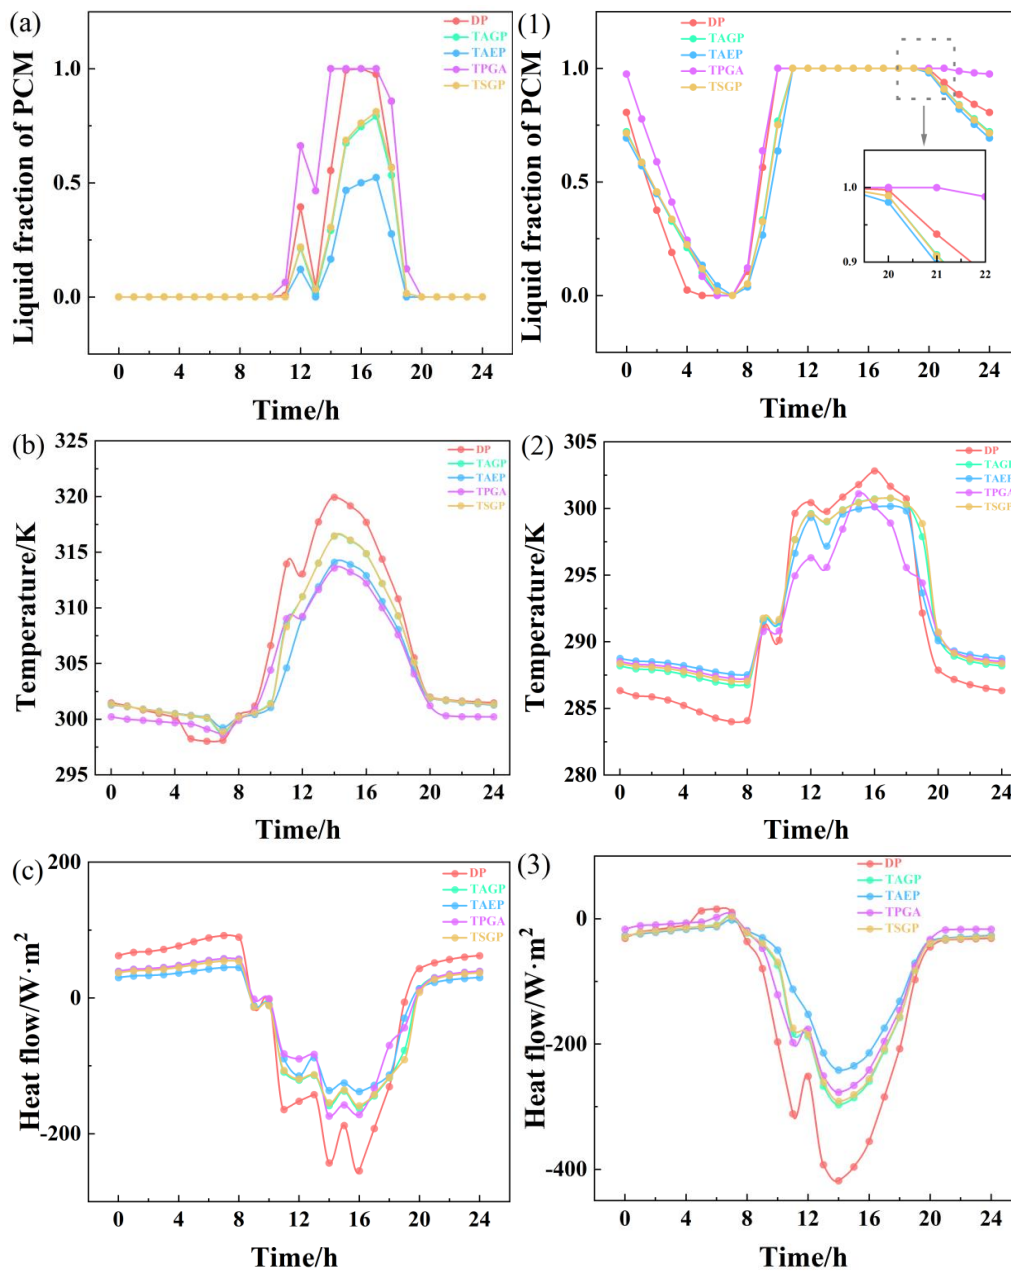 (a)
Liquid fraction of PCM
1.0
0.5
0.0
0 4 8 12 16 20 24
Time/h
DP
TAGP
TAEP
TPGA
TSGP
(1)
Liquid fraction of PCM
1.0
0.5
0.0
0 4 8 12 16 20 24
Time/h
DP
TAGP
TAEP
TPGA
TSGP
1.0
0.9
20 21 22
(b)
Temperature/K
325
320
315
310
305
300
295
0 4 8 12 16 20 24
Time/h
DP
TAGP
TAEP
TPGA
TSGP
(2)
Temperature/K
305
300
295
290
285
280
0 4 8 12 16 20 24
Time/h
DP
TAGP
TAEP
TPGA
TSGP
(c)
Heat flow/W·m²
200
0
-200
0 4 8 12 16 20 24
Time/h
DP
TAGP
TAEP
TPGA
TSGP
(3)
Heat flow/W·m²
0
-200
-400
0 4 8 12 16 20 24
Time/h
DP
TAGP
TAEP
TPGA
TSGP